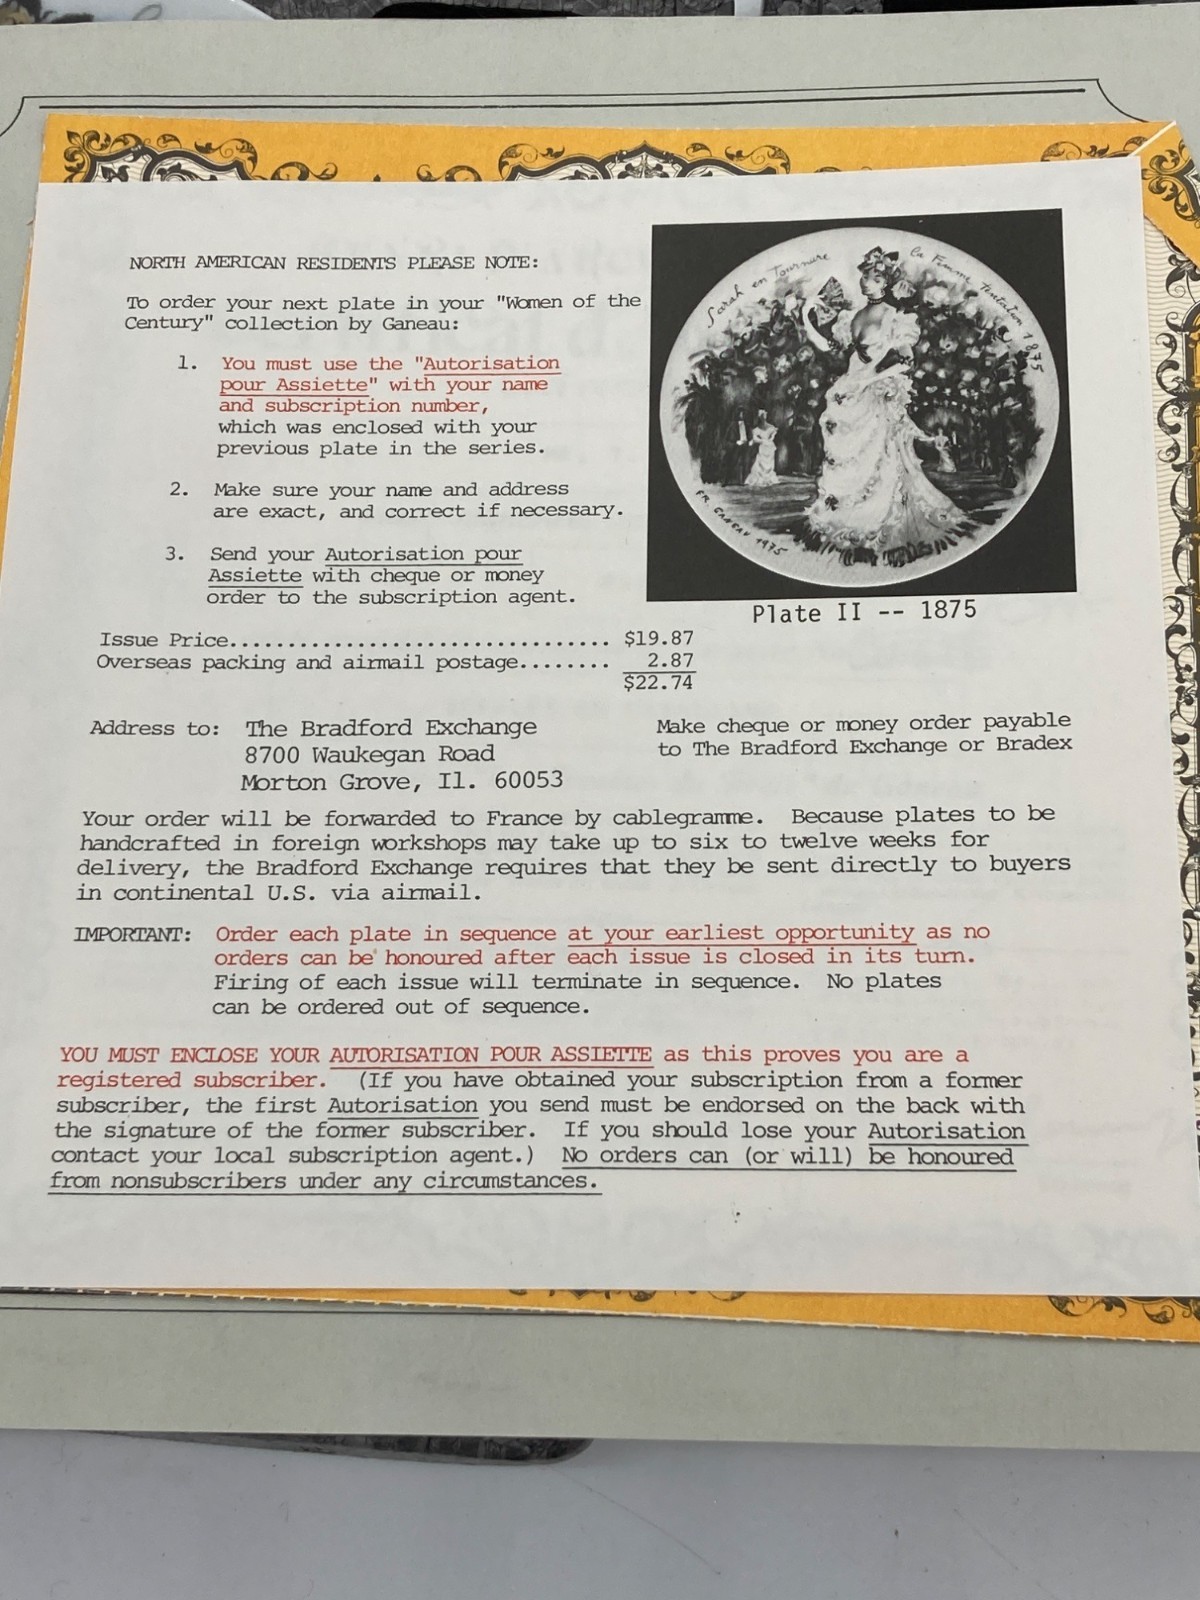 NORTH AMERICAN RESIDENTS PLEASE NOTE:
To order your next plate in your "Women of the
Century" collection by Ganeau:
1. You must use the "Autorisation
pour Assiette" with your name
and subscription number,
which was enclosed with your
previous plate in the series.
2. Make sure your name and address
are exact, and correct if necessary.
3. Send your Autorisation pour
Assiette with cheque or money
order to the subscription agent.
Sarah en Tournure
la Femme Tentation 1875
FR. GANEAU 1975
Plate II -- 1875
Issue Price................................. $19.87
Overseas packing and airmail postage........ 2.87
$22.74
Address to: The Bradford Exchange
8700 Waukegan Road
Morton Grove, Il. 60053
Make cheque or money order payable
to The Bradford Exchange or Bradex
Your order will be forwarded to France by cablegramme. Because plates to be
handcrafted in foreign workshops may take up to six to twelve weeks for
delivery, the Bradford Exchange requires that they be sent directly to buyers
in continental U.S. via airmail.
IMPORTANT: Order each plate in sequence at your earliest opportunity as no
orders can be honoured after each issue is closed in its turn.
Firing of each issue will terminate in sequence. No plates
can be ordered out of sequence.
YOU MUST ENCLOSE YOUR AUTORISATION POUR ASSIETTE as this proves you are a
registered subscriber. (If you have obtained your subscription from a former
subscriber, the first Autorisation you send must be endorsed on the back with
the signature of the former subscriber. If you should lose your Autorisation
contact your local subscription agent.) No orders can (or will) be honoured
from nonsubscribers under any circumstances.